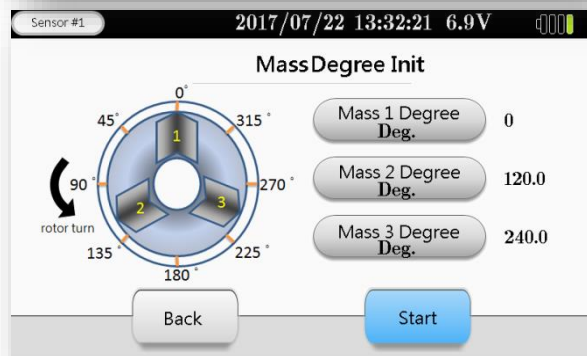 Sensor #1 2017/07/22 13:32:21 6.9V
MassDegree Init
0°
45° 315°
1
90° 270°
2 3
rotor turn
135° 225°
180°
Mass 1 Degree
Deg.
0
Mass 2 Degree
Deg.
120.0
Mass 3 Degree
Deg.
240.0
Back Start